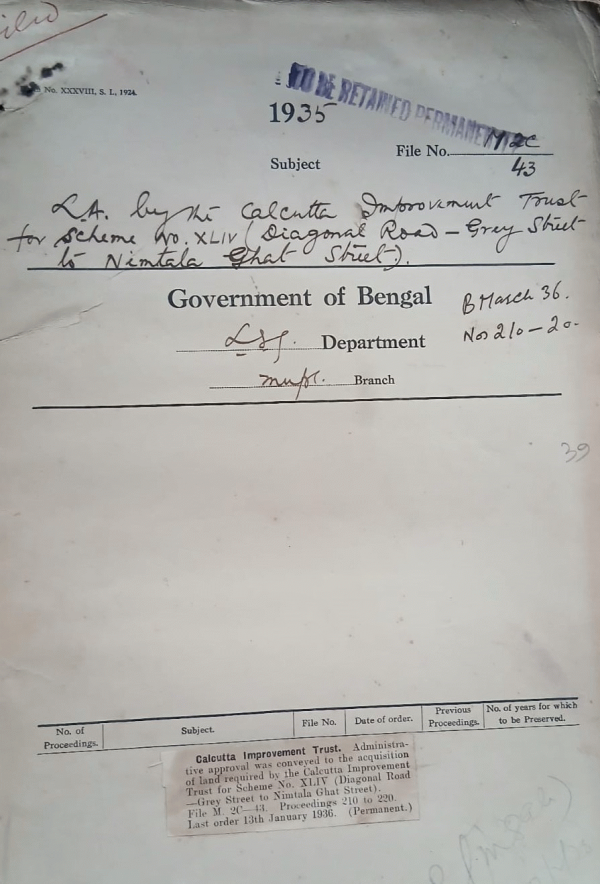 No. XXXVIII, S. I., 1924.
TO BE RETAINED PERMANENTLY
1935
File No. M 2C
43
Subject
L.A. by the Calcutta Improvement Trust
for Scheme No. XLIV (Diagonal Road – Grey Street
to Nimtala Ghat Street).
Government of Bengal
B March 36.
Nos 210–20.
L.S.G. Department
Branch
39
No. of Proceedings.
Subject.
File No.
Date of order.
Previous Proceedings.
No. of years for which to be Preserved.
Calcutta Improvement Trust. Administra-
tive approval was conveyed to the acquisition
of land required by the Calcutta Improvement
Trust for Scheme No. XLIV (Diagonal Road
—Grey Street to Nimtala Ghat Street).
File M. 2C—43. Proceedings 210 to 220.
Last order 13th January 1936. (Permanent.)